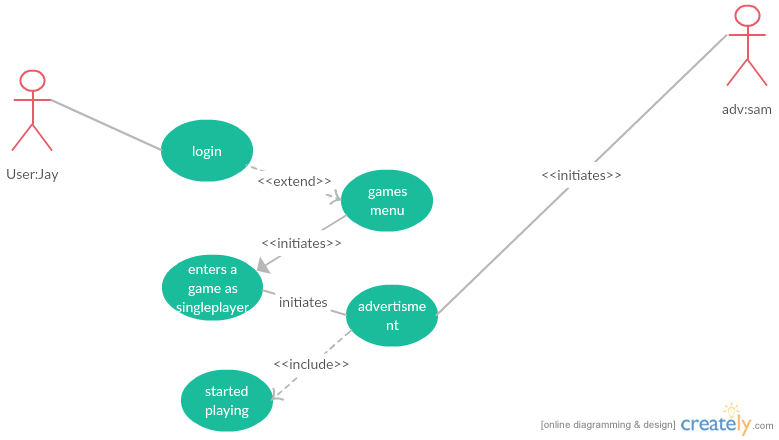 adv:sam
User:Jay
login
<<extend>>
<<initiates>>
games
menu
<<initiates>>
enters a
game as
singleplayer
initiates
advertisme
nt
<<include>>
started
playing
[online diagramming & design] creately.com